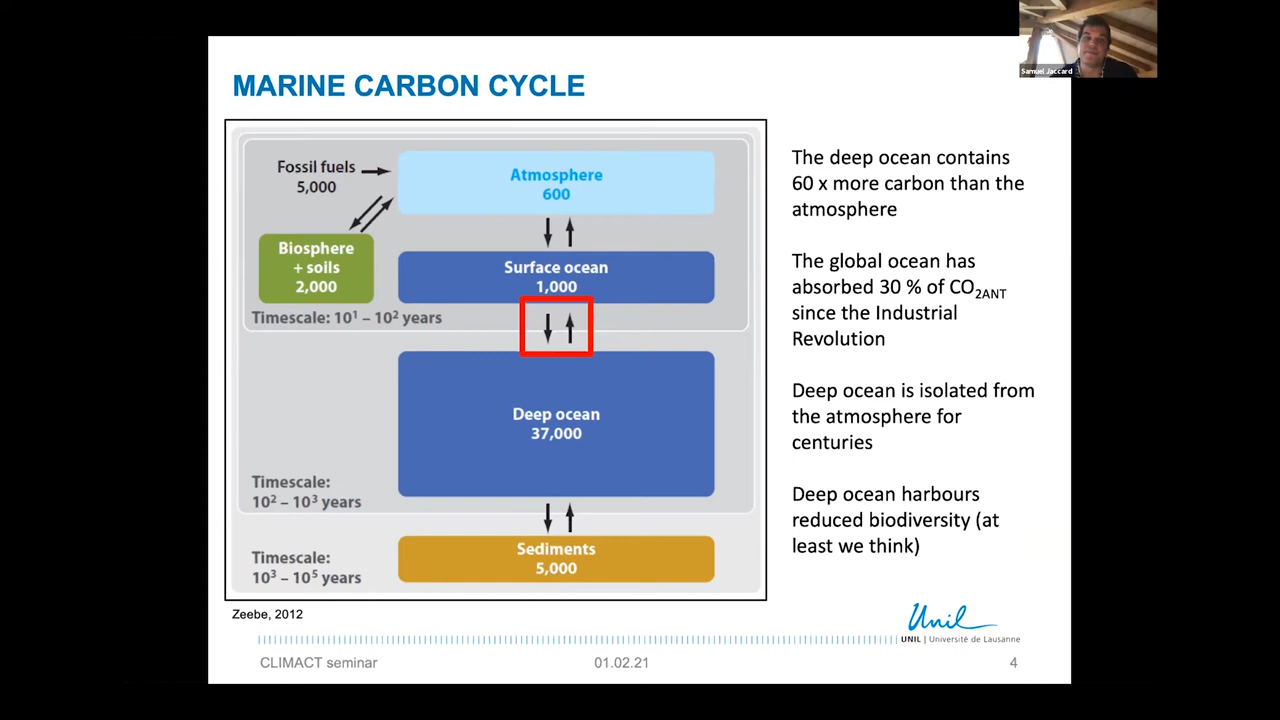 Samuel Jaccard
MARINE CARBON CYCLE
Fossil fuels
5,000
Atmosphere
600
Biosphere
+ soils
2,000
Surface ocean
1,000
Timescale: 10¹ – 10² years
Deep ocean
37,000
Timescale:
10² – 10³ years
Sediments
5,000
Timescale:
10³ – 10⁵ years
Zeebe, 2012
The deep ocean contains
60 x more carbon than the
atmosphere
The global ocean has
absorbed 30 % of CO₂ANT
since the Industrial
Revolution
Deep ocean is isolated from
the atmosphere for
centuries
Deep ocean harbours
reduced biodiversity (at
least we think)
Unil
UNIL | Université de Lausanne
CLIMACT seminar
01.02.21
4